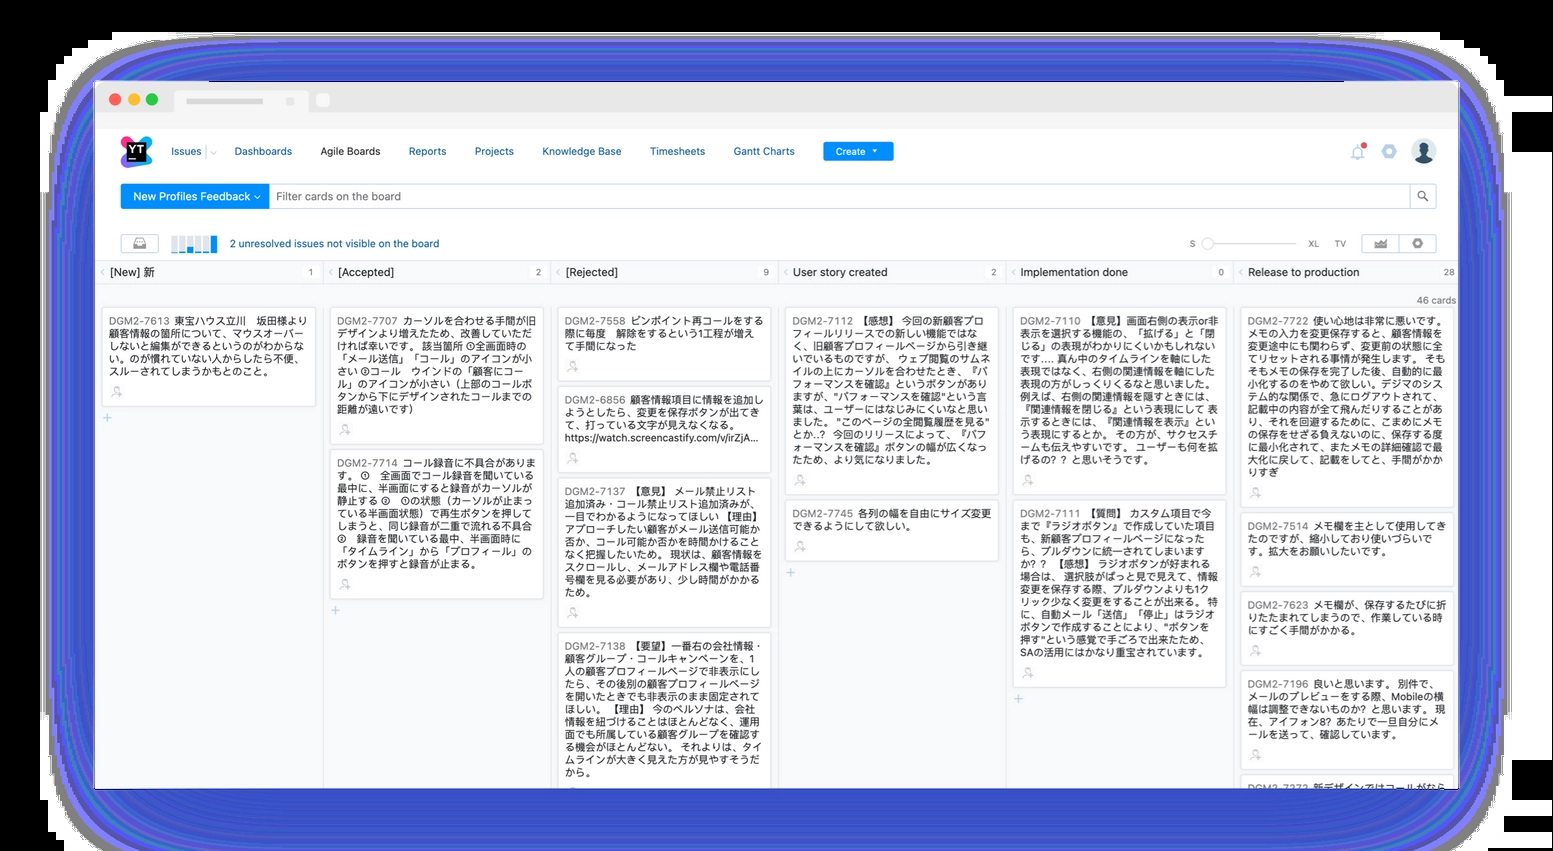 YT
Issues
Dashboards
Agile Boards
Reports
Projects
Knowledge Base
Timesheets
Gantt Charts
Create
New Profiles Feedback
Filter cards on the board
2 unresolved issues not visible on the board
S
XL
TV
[New] 新
1
[Accepted]
2
[Rejected]
9
User story created
2
Implementation done
0
Release to production
28
46 cards
DGM2-7613 東宝ハウス立川　坂田様より
顧客情報の箇所について、マウスオーバー
しないと編集ができるというのがわからな
い。のが慣れていない人からしたら不便、
スルーされてしまうかもとのこと。
DGM2-7707 カーソルを合わせる手間が旧
デザインより増えたため、改善していただ
ければ幸いです。 該当箇所 ①全画面時の
「メール送信」「コール」のアイコンが小
さい ②コール　ウインドの「顧客にコー
ル」のアイコンが小さい（上部のコールボ
タンから下にデザインされたコールまでの
距離が遠いです）
DGM2-7714 コール録音に不具合がありま
す。 ①　全画面でコール録音を聞いている
最中に、半画面にすると録音がカーソルが
静止する ②　①の状態（カーソルが止まっ
ている半画面状態）で再生ボタンを押して
しまうと、同じ録音が二重で流れる不具合
③　録音を聞いている最中、半画面時に
「タイムライン」から「プロフィール」の
ボタンを押すと録音が止まる。
DGM2-7558 ピンポイント再コールをする
際に毎度　解除をするという1工程が増え
て手間になった
DGM2-6856 顧客情報項目に情報を追加し
ようとしたら、変更を保存ボタンが出てき
て、打っている文字が見えなくなる。
https://watch.screencastify.com/v/irZjA...
DGM2-7137 【意見】 メール禁止リスト
追加済み・コール禁止リスト追加済みが、
一目でわかるようになってほしい 【理由】
アプローチしたい顧客がメール送信可能か
否か、コール可能か否かを時間かけること
なく把握したいため。 現状は、顧客情報を
スクロールし、メールアドレス欄や電話番
号欄を見る必要があり、少し時間がかかる
ため。
DGM2-7138 【要望】一番右の会社情報・
顧客グループ・コールキャンペーンを、1
人の顧客プロフィールページで非表示にし
たら、その後別の顧客プロフィールページ
を開いたときでも非表示のまま固定されて
ほしい。 【理由】 今のペルソナは、会社
情報を紐づけることはほとんどなく、運用
面でも所属している顧客グループを確認す
る機会がほとんどない。 それよりは、タイ
ムラインが大きく見えた方が見やすそうだ
から。
DGM2-7112 【感想】 今回の新顧客プロ
フィールリリースでの新しい機能ではな
く、旧顧客プロフィールページから引き継
いでいるものですが、 ウェブ閲覧のサムネ
イルの上にカーソルを合わせたとき、『パ
フォーマンスを確認』というボタンがあり
ますが、"パフォーマンスを確認"という言
葉は、ユーザーにはなじみにくいなと思い
ました。 "このページの全閲覧履歴を見る"
とか..? 今回のリリースによって、『パフ
ォーマンスを確認』ボタンの幅が広くなっ
たため、より気になりました。
DGM2-7745 各列の幅を自由にサイズ変更
できるようにして欲しい。
DGM2-7110 【意見】画面右側の表示or非
表示を選択する機能の、「拡げる」と「閉
じる」の表現がわかりにくいかもしれない
です.... 真ん中のタイムラインを軸にした
表現ではなく、右側の関連情報を軸にした
表現の方がしっくりくるなと思いました。
例えば、右側の関連情報を隠すときには、
『関連情報を閉じる』という表現にして 表
示するときには、『関連情報を表示』とい
う表現にするとか。 その方が、サクセスチ
ームも伝えやすいです。 ユーザーも何を拡
げるの？？ と思いそうです。
DGM2-7111 【質問】 カスタム項目で今
まで『ラジオボタン』で作成していた項目
も、新顧客プロフィールページになった
ら、プルダウンに統一されてしまいます
か？？ 【感想】 ラジオボタンが好まれる
場合は、 選択肢がぱっと見で見えて、情報
変更を保存する際、プルダウンよりも1ク
リック少なく変更をすることが出来る。 特
に、自動メール「送信」「停止」はラジオ
ボタンで作成することにより、"ボタンを
押す"という感覚で手ごろで出来たため、
SAの活用にはかなり重宝されています。
DGM2-7722 使い心地は非常に悪いです。
メモの入力を変更保存すると、顧客情報を
変更途中にも関わらず、変更前の状態に全
てリセットされる事情が発生します。 そも
そもメモの保存を完了した後、自動的に最
小化するのをやめて欲しい。デジマのシス
テム的な関係で、急にログアウトされて、
記載中の内容が全て飛んだりすることがあ
り、それを回避するために、こまめにメモ
の保存をせざる負えないのに、保存する度
に最小化されて、またメモの詳細確認で最
大化に戻して、記載をしてと、手間がかか
りすぎ
DGM2-7514 メモ欄を主として使用してき
たのですが、縮小しており使いづらいで
す。拡大をお願いしたいです。
DGM2-7623 メモ欄が、保存するたびに折
りたたまれてしまうので、作業している時
にすごく手間がかかる。
DGM2-7196 良いと思います。 別件で、
メールのプレビューをする際、Mobileの横
幅は調整できないものか？と思います。 現
在、アイフォン8？あたりで一旦自分にメ
ールを送って、確認しています。